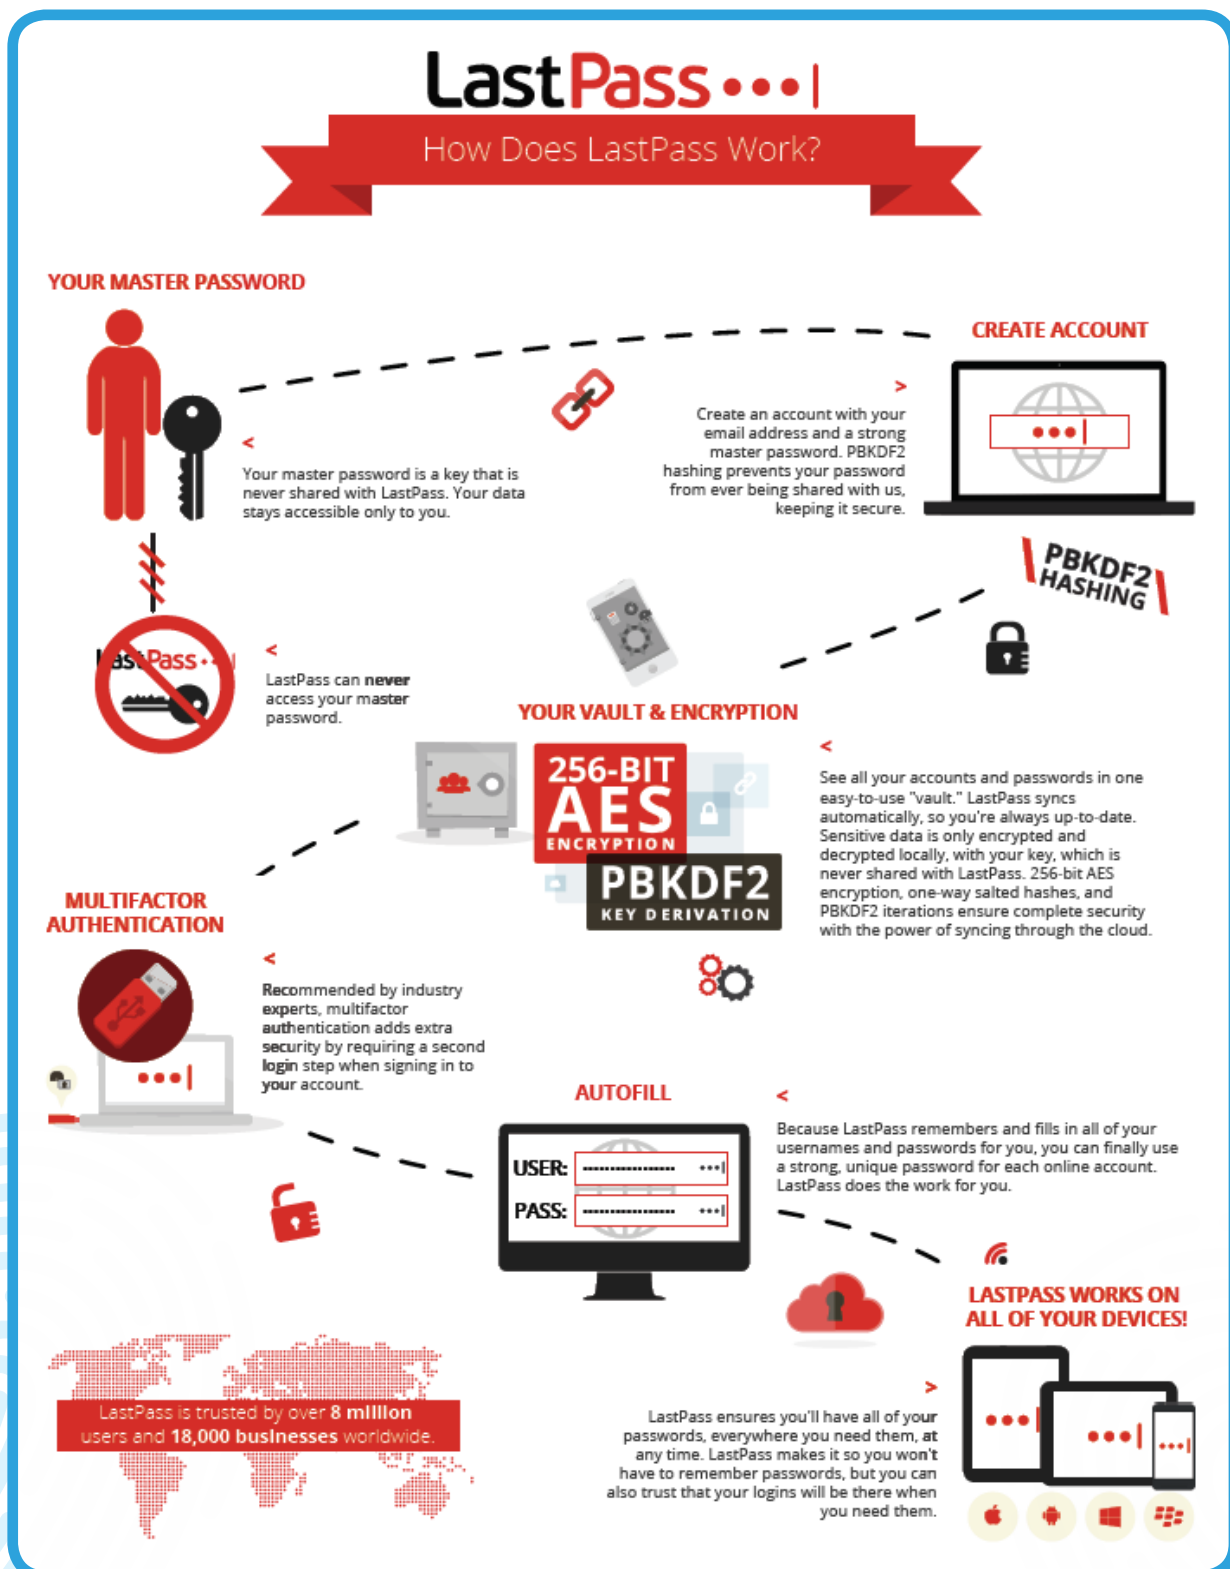 LastPass
How Does LastPass Work?
YOUR MASTER PASSWORD
Your master password is a key that is
never shared with LastPass. Your data
stays accessible only to you.
CREATE ACCOUNT
Create an account with your
email address and a strong
master password. PBKDF2
hashing prevents your password
from ever being shared with us,
keeping it secure.
PBKDF2
HASHING
LastPass
LastPass can never
access your master
password.
YOUR VAULT & ENCRYPTION
256-BIT
AES
ENCRYPTION
PBKDF2
KEY DERIVATION
See all your accounts and passwords in one
easy-to-use "vault." LastPass syncs
automatically, so you're always up-to-date.
Sensitive data is only encrypted and
decrypted locally, with your key, which is
never shared with LastPass. 256-bit AES
encryption, one-way salted hashes, and
PBKDF2 iterations ensure complete security
with the power of syncing through the cloud.
MULTIFACTOR
AUTHENTICATION
Recommended by industry
experts, multifactor
authentication adds extra
security by requiring a second
login step when signing in to
your account.
AUTOFILL
USER:
PASS:
Because LastPass remembers and fills in all of your
usernames and passwords for you, you can finally use
a strong, unique password for each online account.
LastPass does the work for you.
LASTPASS WORKS ON
ALL OF YOUR DEVICES!
LastPass ensures you'll have all of your
passwords, everywhere you need them, at
any time. LastPass makes it so you won't
have to remember passwords, but you can
also trust that your logins will be there when
you need them.
LastPass is trusted by over 8 million
users and 18,000 businesses worldwide.